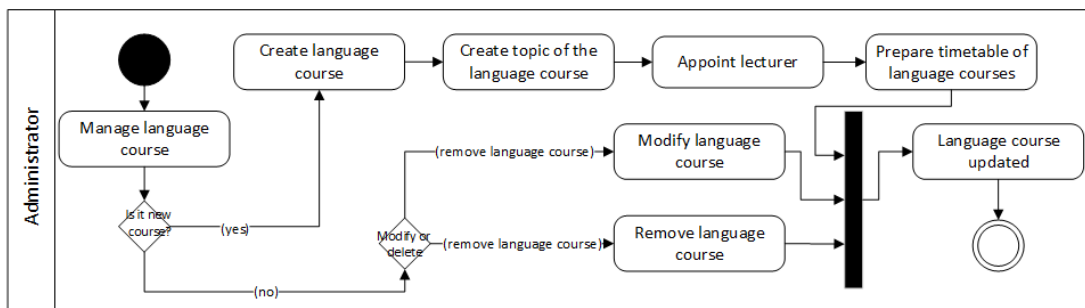 Administrator
Create language
course
Create topic of the
language course
Appoint lecturer
Prepare timetable of
language courses
Manage language
course
(remove language course)
Modify language
course
Language course
updated
Is it new
course?
(yes)
Modify or
delete
(remove language course)
Remove language
course
(no)